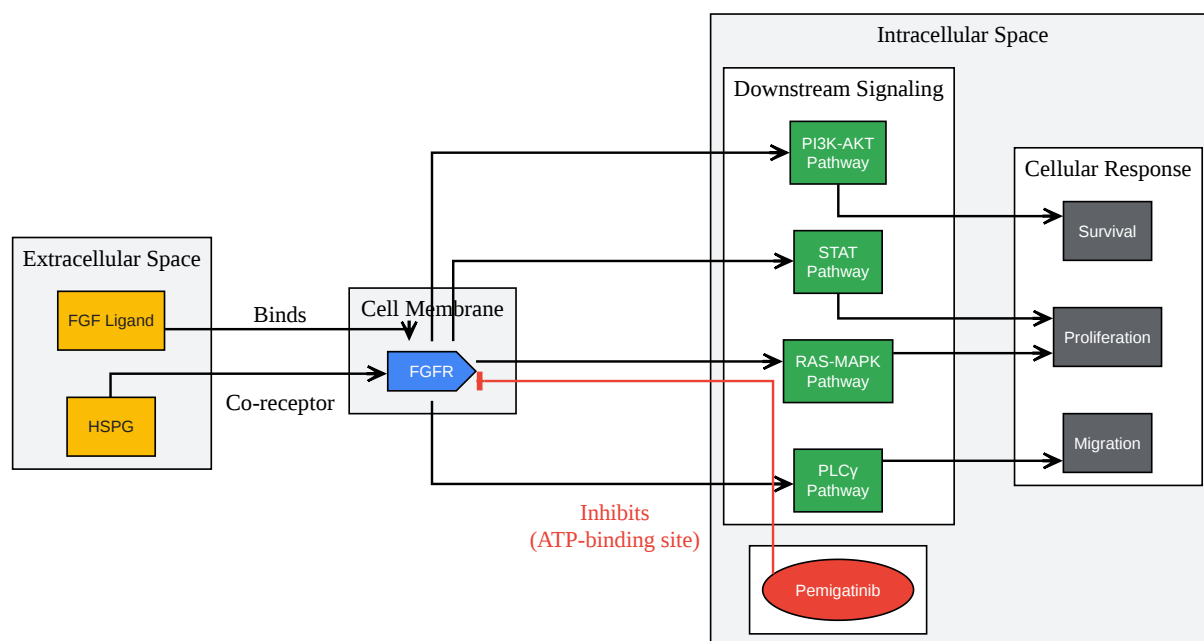 Intracellular Space
Downstream Signaling
PI3K-AKT
Pathway
Cellular Response
Survival
STAT
Pathway
Extracellular Space
FGF Ligand
Binds
Cell Membrane
Proliferation
RAS-MAPK
Pathway
FGFR
Co-receptor
HSPG
Migration
PLCγ
Pathway
Inhibits
(ATP-binding site)
Pemigatinib